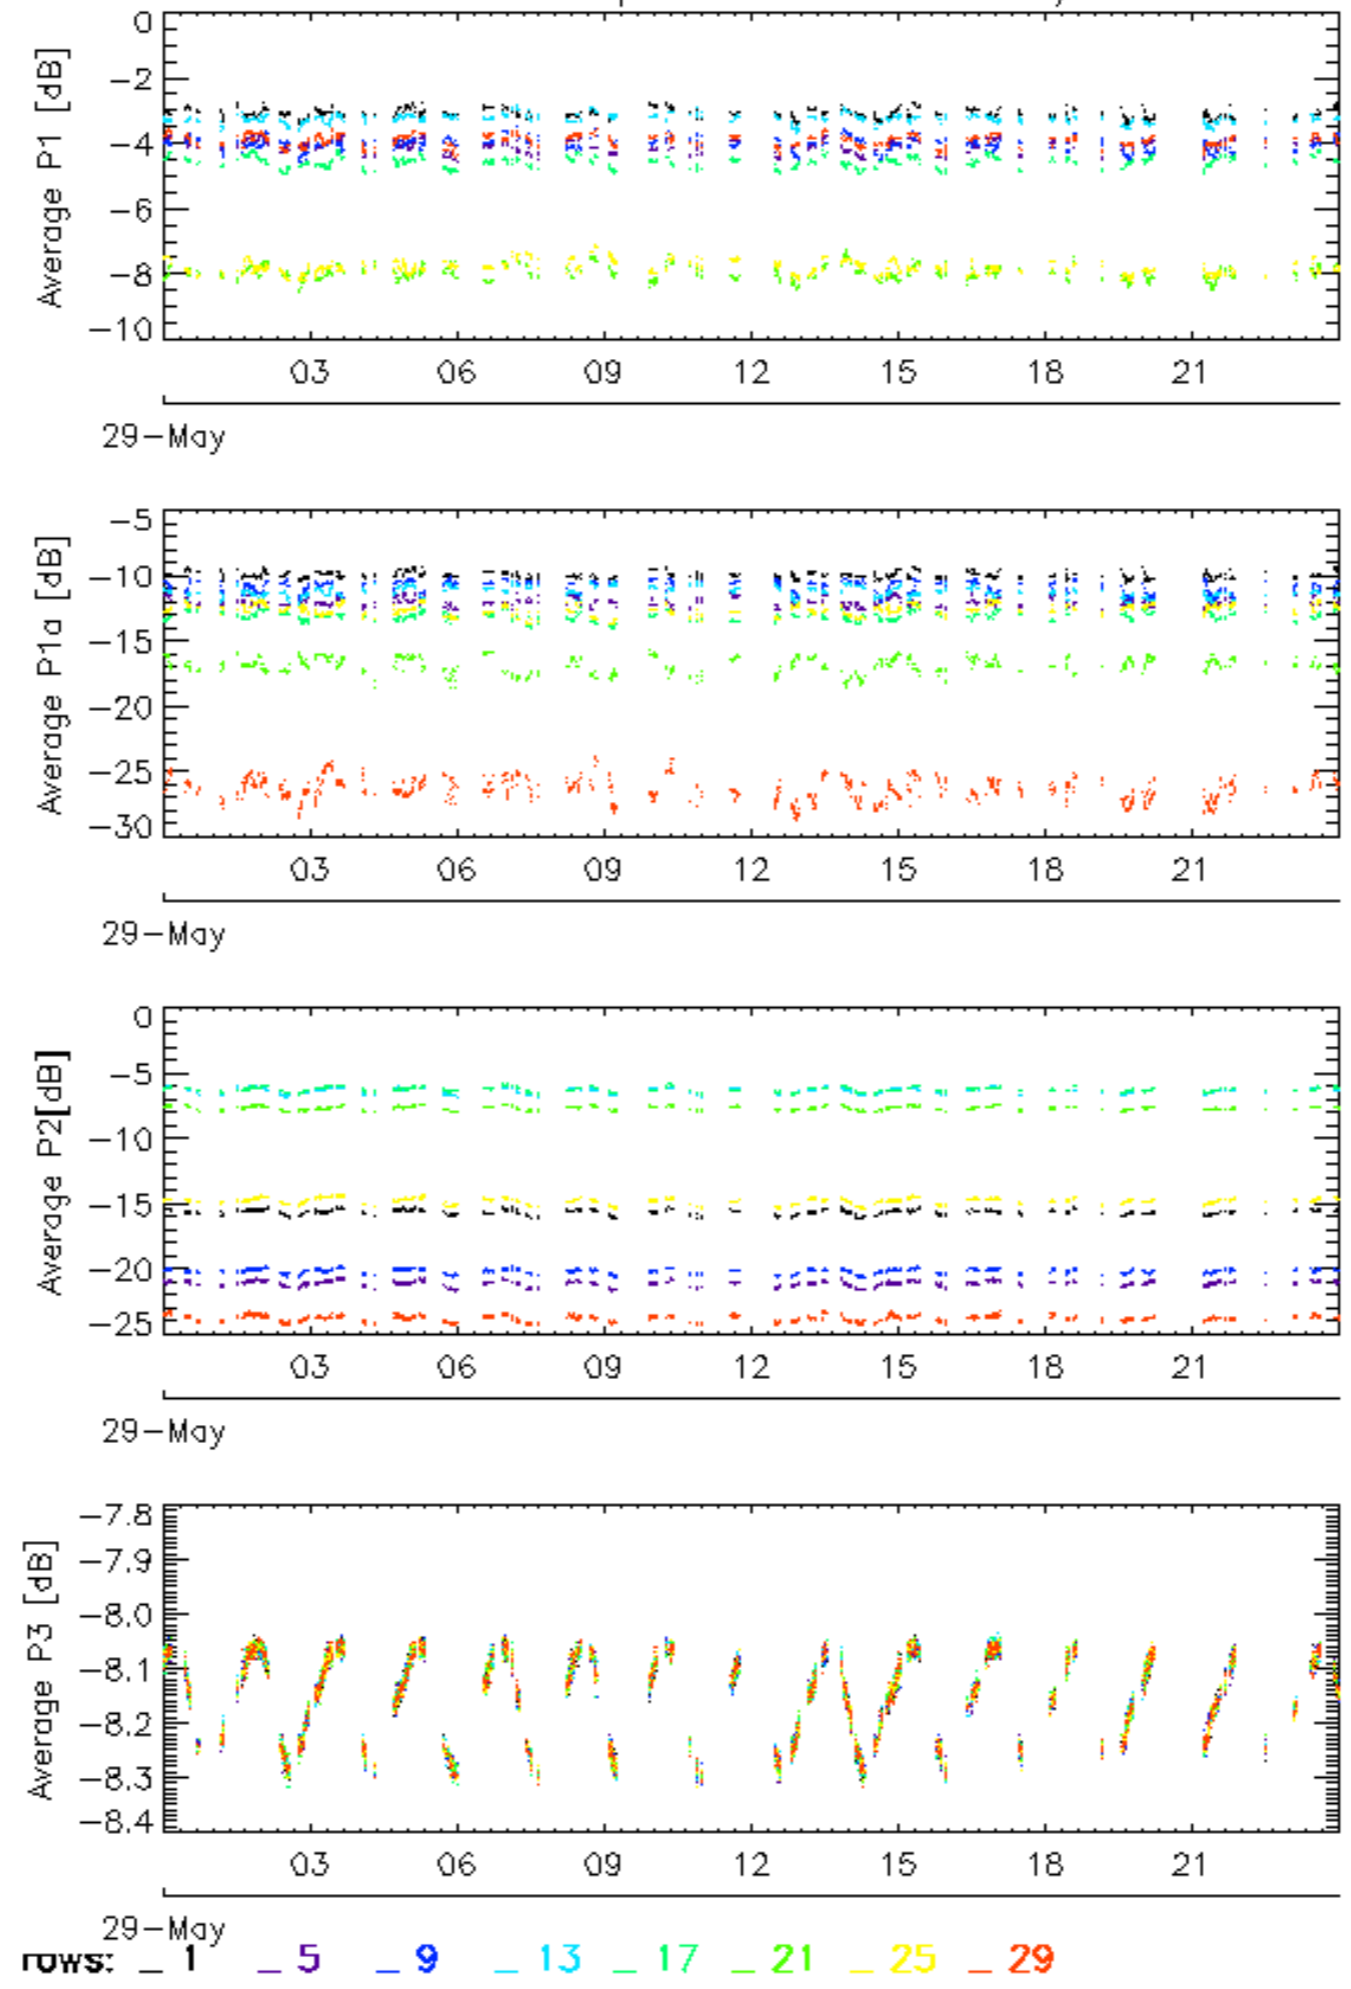 0
Average P1 [dB]
−2
−4
−6
−8
−10
03 06 09 12 15 18 21
29−May
−5
Average P1a [dB]
−10
−15
−20
−25
−30
03 06 09 12 15 18 21
29−May
0
Average P2[dB]
−5
−10
−15
−20
−25
03 06 09 12 15 18 21
29−May
−7.8
Average P3 [dB]
−7.9
−8.0
−8.1
−8.2
−8.3
−8.4
03 06 09 12 15 18 21
29−May
rows: _ 1 _ 5 _ 9 _ 13 _ 17 _ 21 _ 25 _ 29